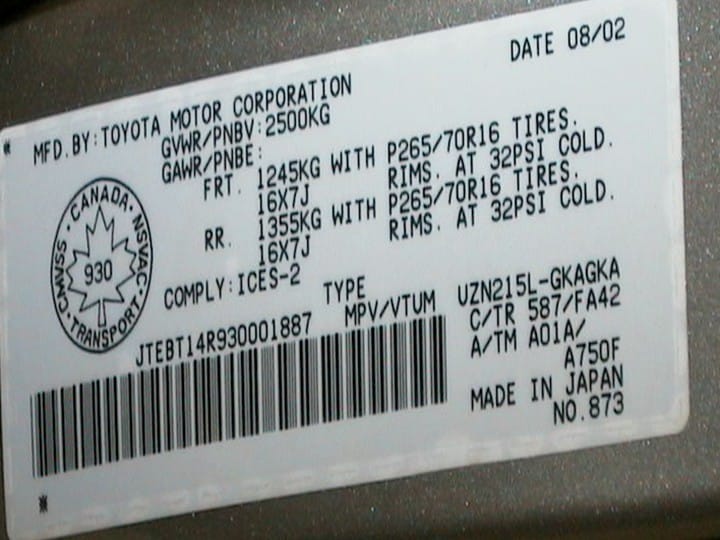 DATE 08/02
MFD.BY:TOYOTA MOTOR CORPORATION
GVWR/PNBV:2500KG
GAWR/PNBE:
FRT. 1245KG WITH P265/70R16 TIRES.
16X7J RIMS. AT 32PSI COLD.
RR. 1355KG WITH P265/70R16 TIRES.
16X7J RIMS. AT 32PSI COLD.
COMPLY:ICES-2
CANADA · NSVAC · TRANSPORT · CMVSS ·
930
TYPE
JTEBT14R930001887 MPV/VTUM
UZN215L-GKAGKA
C/TR 587/FA42
A/TM A01A/
A750F
MADE IN JAPAN
NO.873